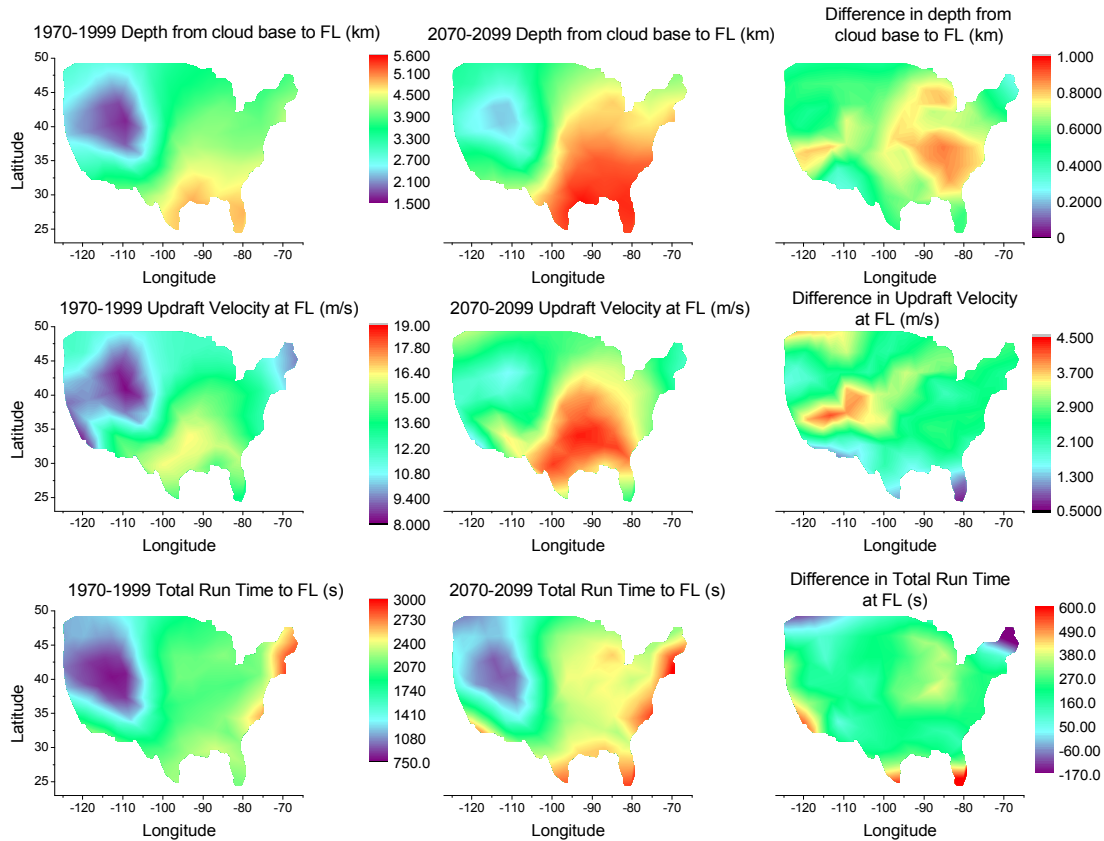 1970-1999 Depth from cloud base to FL (km)
2070-2099 Depth from cloud base to FL (km)
Difference in depth from
cloud base to FL (km)
50
45
40
35
30
25
Latitude
-120 -110 -100 -90 -80 -70
Longitude
5.600
5.100
4.500
3.900
3.300
2.700
2.100
1.500
-120 -110 -100 -90 -80 -70
Longitude
-120 -110 -100 -90 -80 -70
Longitude
1.000
0.8000
0.6000
0.4000
0.2000
0
1970-1999 Updraft Velocity at FL (m/s)
2070-2099 Updraft Velocity at FL (m/s)
Difference in Updraft Velocity
at FL (m/s)
50
45
40
35
30
25
Latitude
-120 -110 -100 -90 -80 -70
Longitude
19.00
17.80
16.40
15.00
13.60
12.20
10.80
9.400
8.000
-120 -110 -100 -90 -80 -70
Longitude
-120 -110 -100 -90 -80 -70
Longitude
4.500
3.700
2.900
2.100
1.300
0.5000
1970-1999 Total Run Time to FL (s)
2070-2099 Total Run Time to FL (s)
Difference in Total Run Time
at FL (s)
50
45
40
35
30
25
Latitude
-120 -110 -100 -90 -80 -70
Longitude
3000
2730
2400
2070
1740
1410
1080
750.0
-120 -110 -100 -90 -80 -70
Longitude
-120 -110 -100 -90 -80 -70
Longitude
600.0
490.0
380.0
270.0
160.0
50.00
-60.00
-170.0